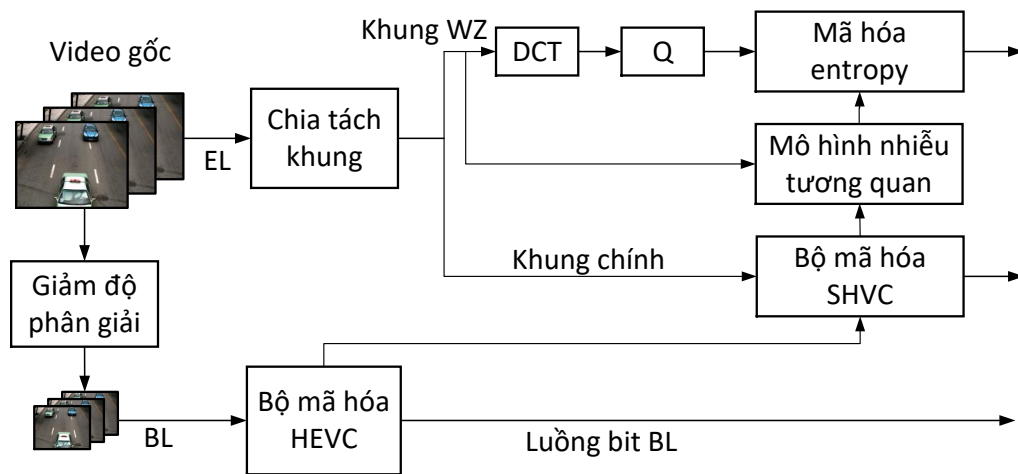 Khung WZ
Video gốc
DCT
Q
Mã hóa
entropy
EL
Chia tách
khung
Mô hình nhiễu
tương quan
Khung chính
Bộ mã hóa
SHVC
Giảm độ
phân giải
BL
Bộ mã hóa
HEVC
Luồng bit BL